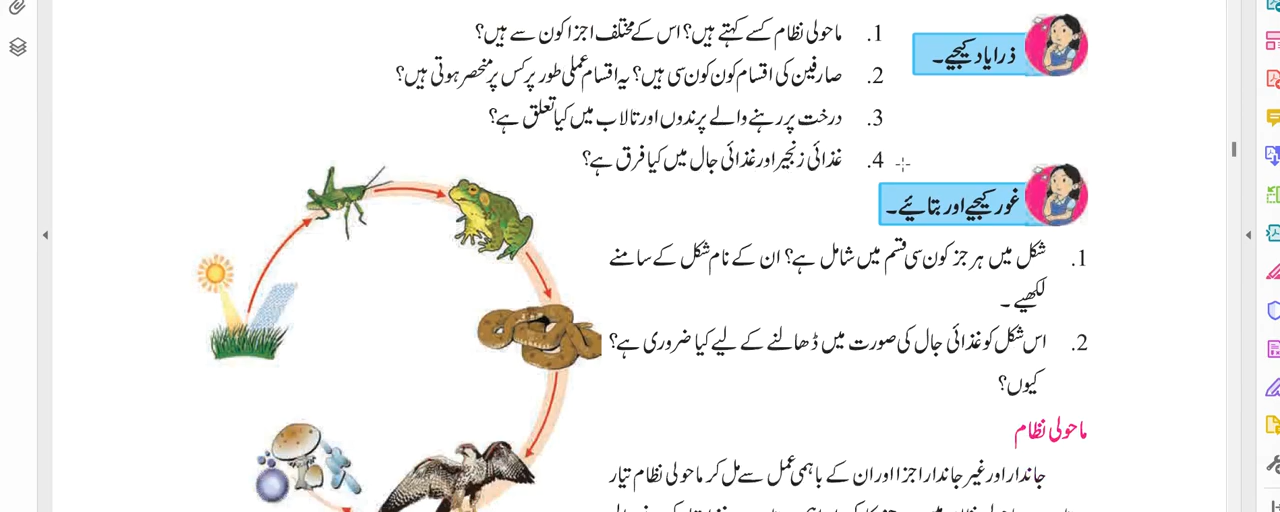 ذرا یاد کیجیے۔
1. ماحولی نظام کسے کہتے ہیں؟ اس کے مختلف اجزا کون سے ہیں؟
2. صارفین کی اقسام کون کون سی ہیں؟ یہ اقسام عملی طور پر کس پر منحصر ہوتی ہیں؟
3. درخت پر رہنے والے پرندوں اور تالاب میں کیا تعلق ہے؟
4. غذائی زنجیر اور غذائی جال میں کیا فرق ہے؟
غور کیجیے اور بتائیے۔
1. شکل میں ہر جز کون سی قسم میں شامل ہے؟ ان کے نام شکل کے سامنے
لکھیے ۔
2. اس شکل کو غذائی جال کی صورت میں ڈھالنے کے لیے کیا ضروری ہے؟
کیوں؟
ماحولی نظام
جاندار اور غیر جاندار اجزا اور ان کے باہمی عمل سے مل کر ماحولی نظام تیار